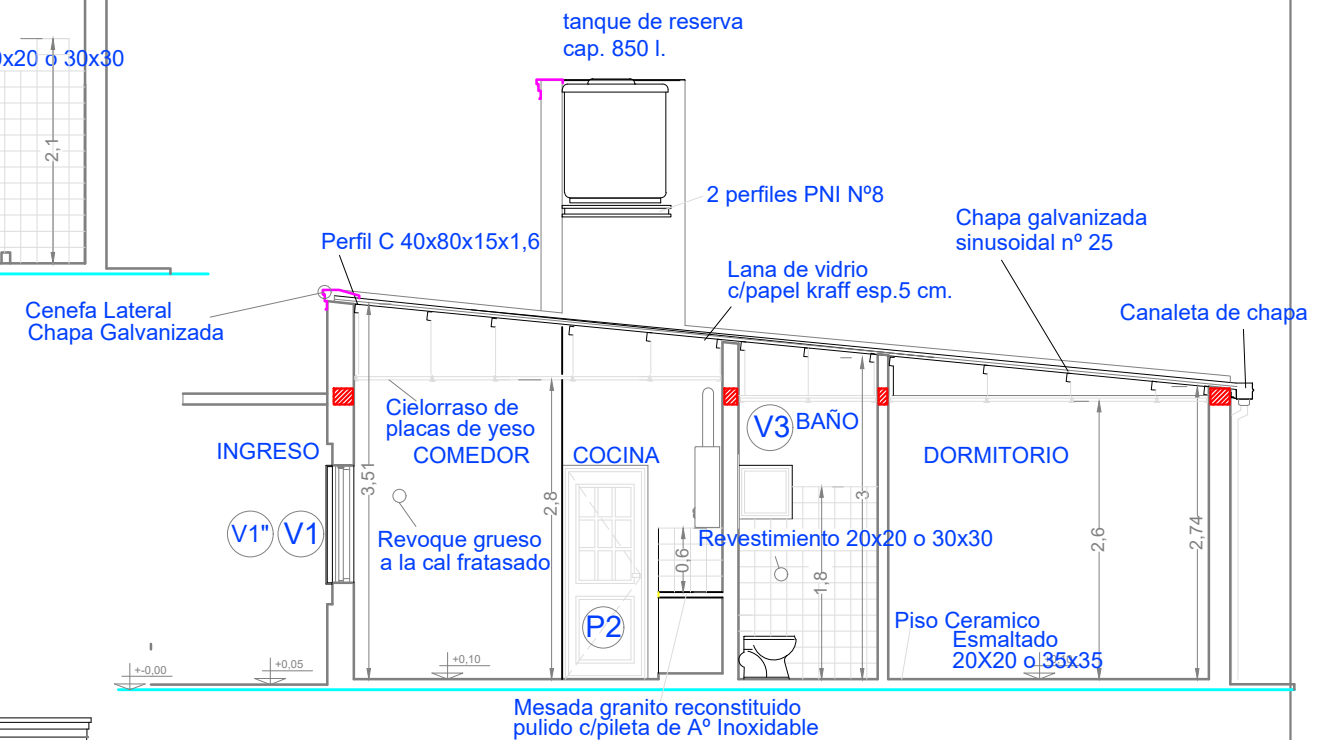 tanque de reserva
cap. 850 l.
x20 o 30x30
2,1
2 perfiles PNI Nº8
Chapa galvanizada
sinusoidal nº 25
Perfil C 40x80x15x1,6
Lana de vidrio
c/papel kraff esp.5 cm.
Cenefa Lateral
Chapa Galvanizada
Canaleta de chapa
Cielorraso de
placas de yeso
V3
BAÑO
INGRESO
COMEDOR
COCINA
DORMITORIO
3,51
2,8
3
V1"
V1
Revoque grueso
a la cal fratasado
Revestimiento 20x20 o 30x30
0,6
1,8
2,6
2,74
P2
Piso Ceramico
Esmaltado
20X20 o 35x35
+-0,00
+0,05
+0,10
Mesada granito reconstituido
pulido c/pileta de Aº Inoxidable